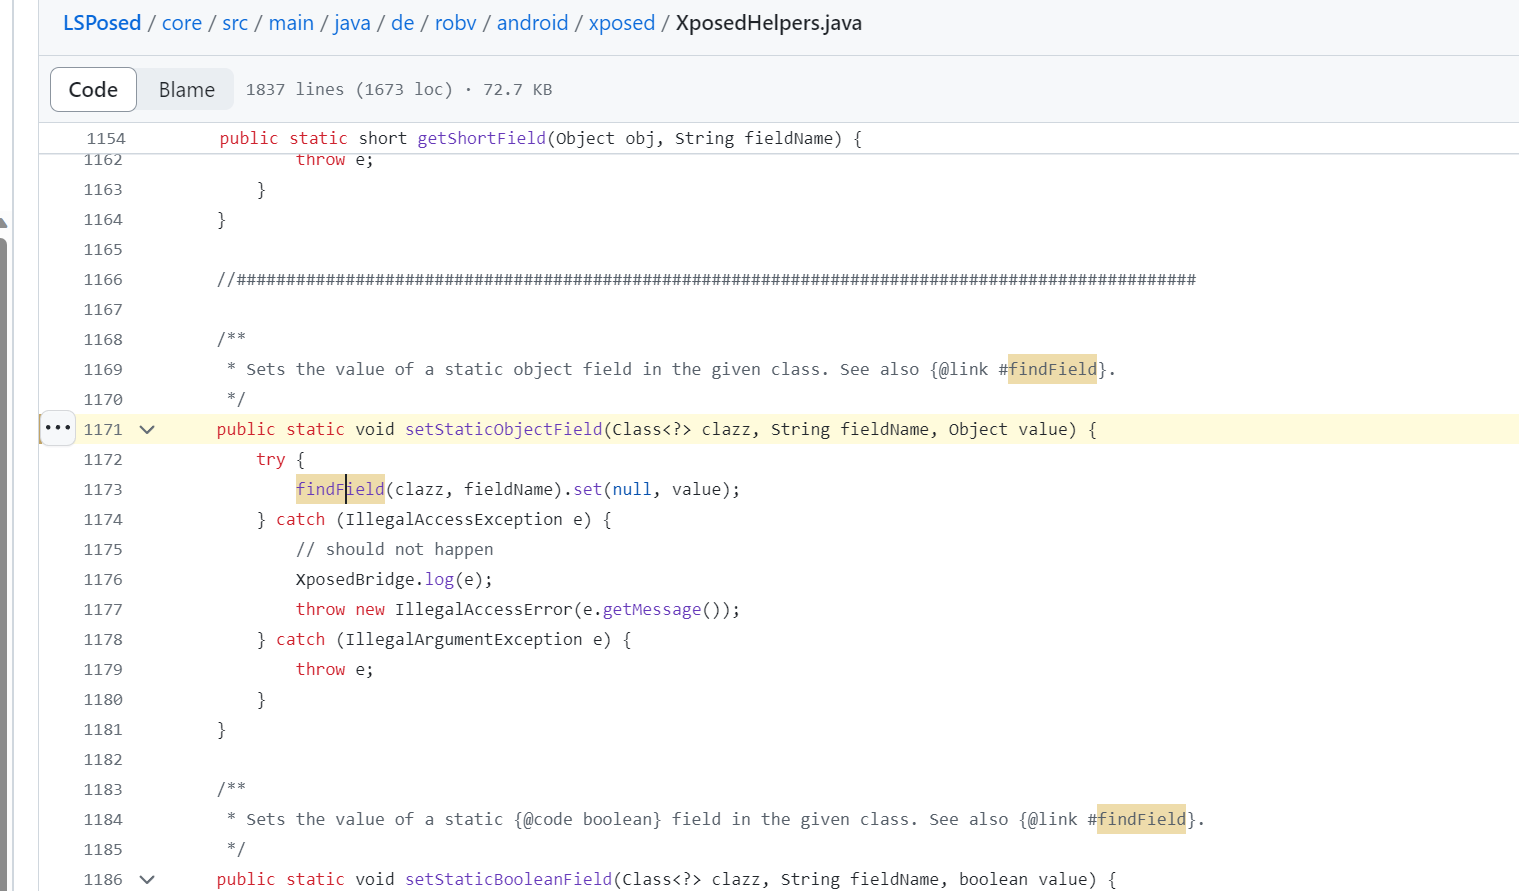 LSPosed / core / src / main / java / de / robv / android / xposed / XposedHelpers.java
Code Blame 1837 lines (1673 loc) · 72.7 KB
1154 public static short getShortField(Object obj, String fieldName) {
1162 throw e;
1163 }
1164 }
1165
1166 //#################################################################################################
1167
1168 /**
1169 * Sets the value of a static object field in the given class. See also {@link #findField}.
1170 */
1171 public static void setStaticObjectField(Class<?> clazz, String fieldName, Object value) {
1172 try {
1173 findField(clazz, fieldName).set(null, value);
1174 } catch (IllegalAccessException e) {
1175 // should not happen
1176 XposedBridge.log(e);
1177 throw new IllegalAccessError(e.getMessage());
1178 } catch (IllegalArgumentException e) {
1179 throw e;
1180 }
1181 }
1182
1183 /**
1184 * Sets the value of a static {@code boolean} field in the given class. See also {@link #findField}.
1185 */
1186 public static void setStaticBooleanField(Class<?> clazz, String fieldName, boolean value) {